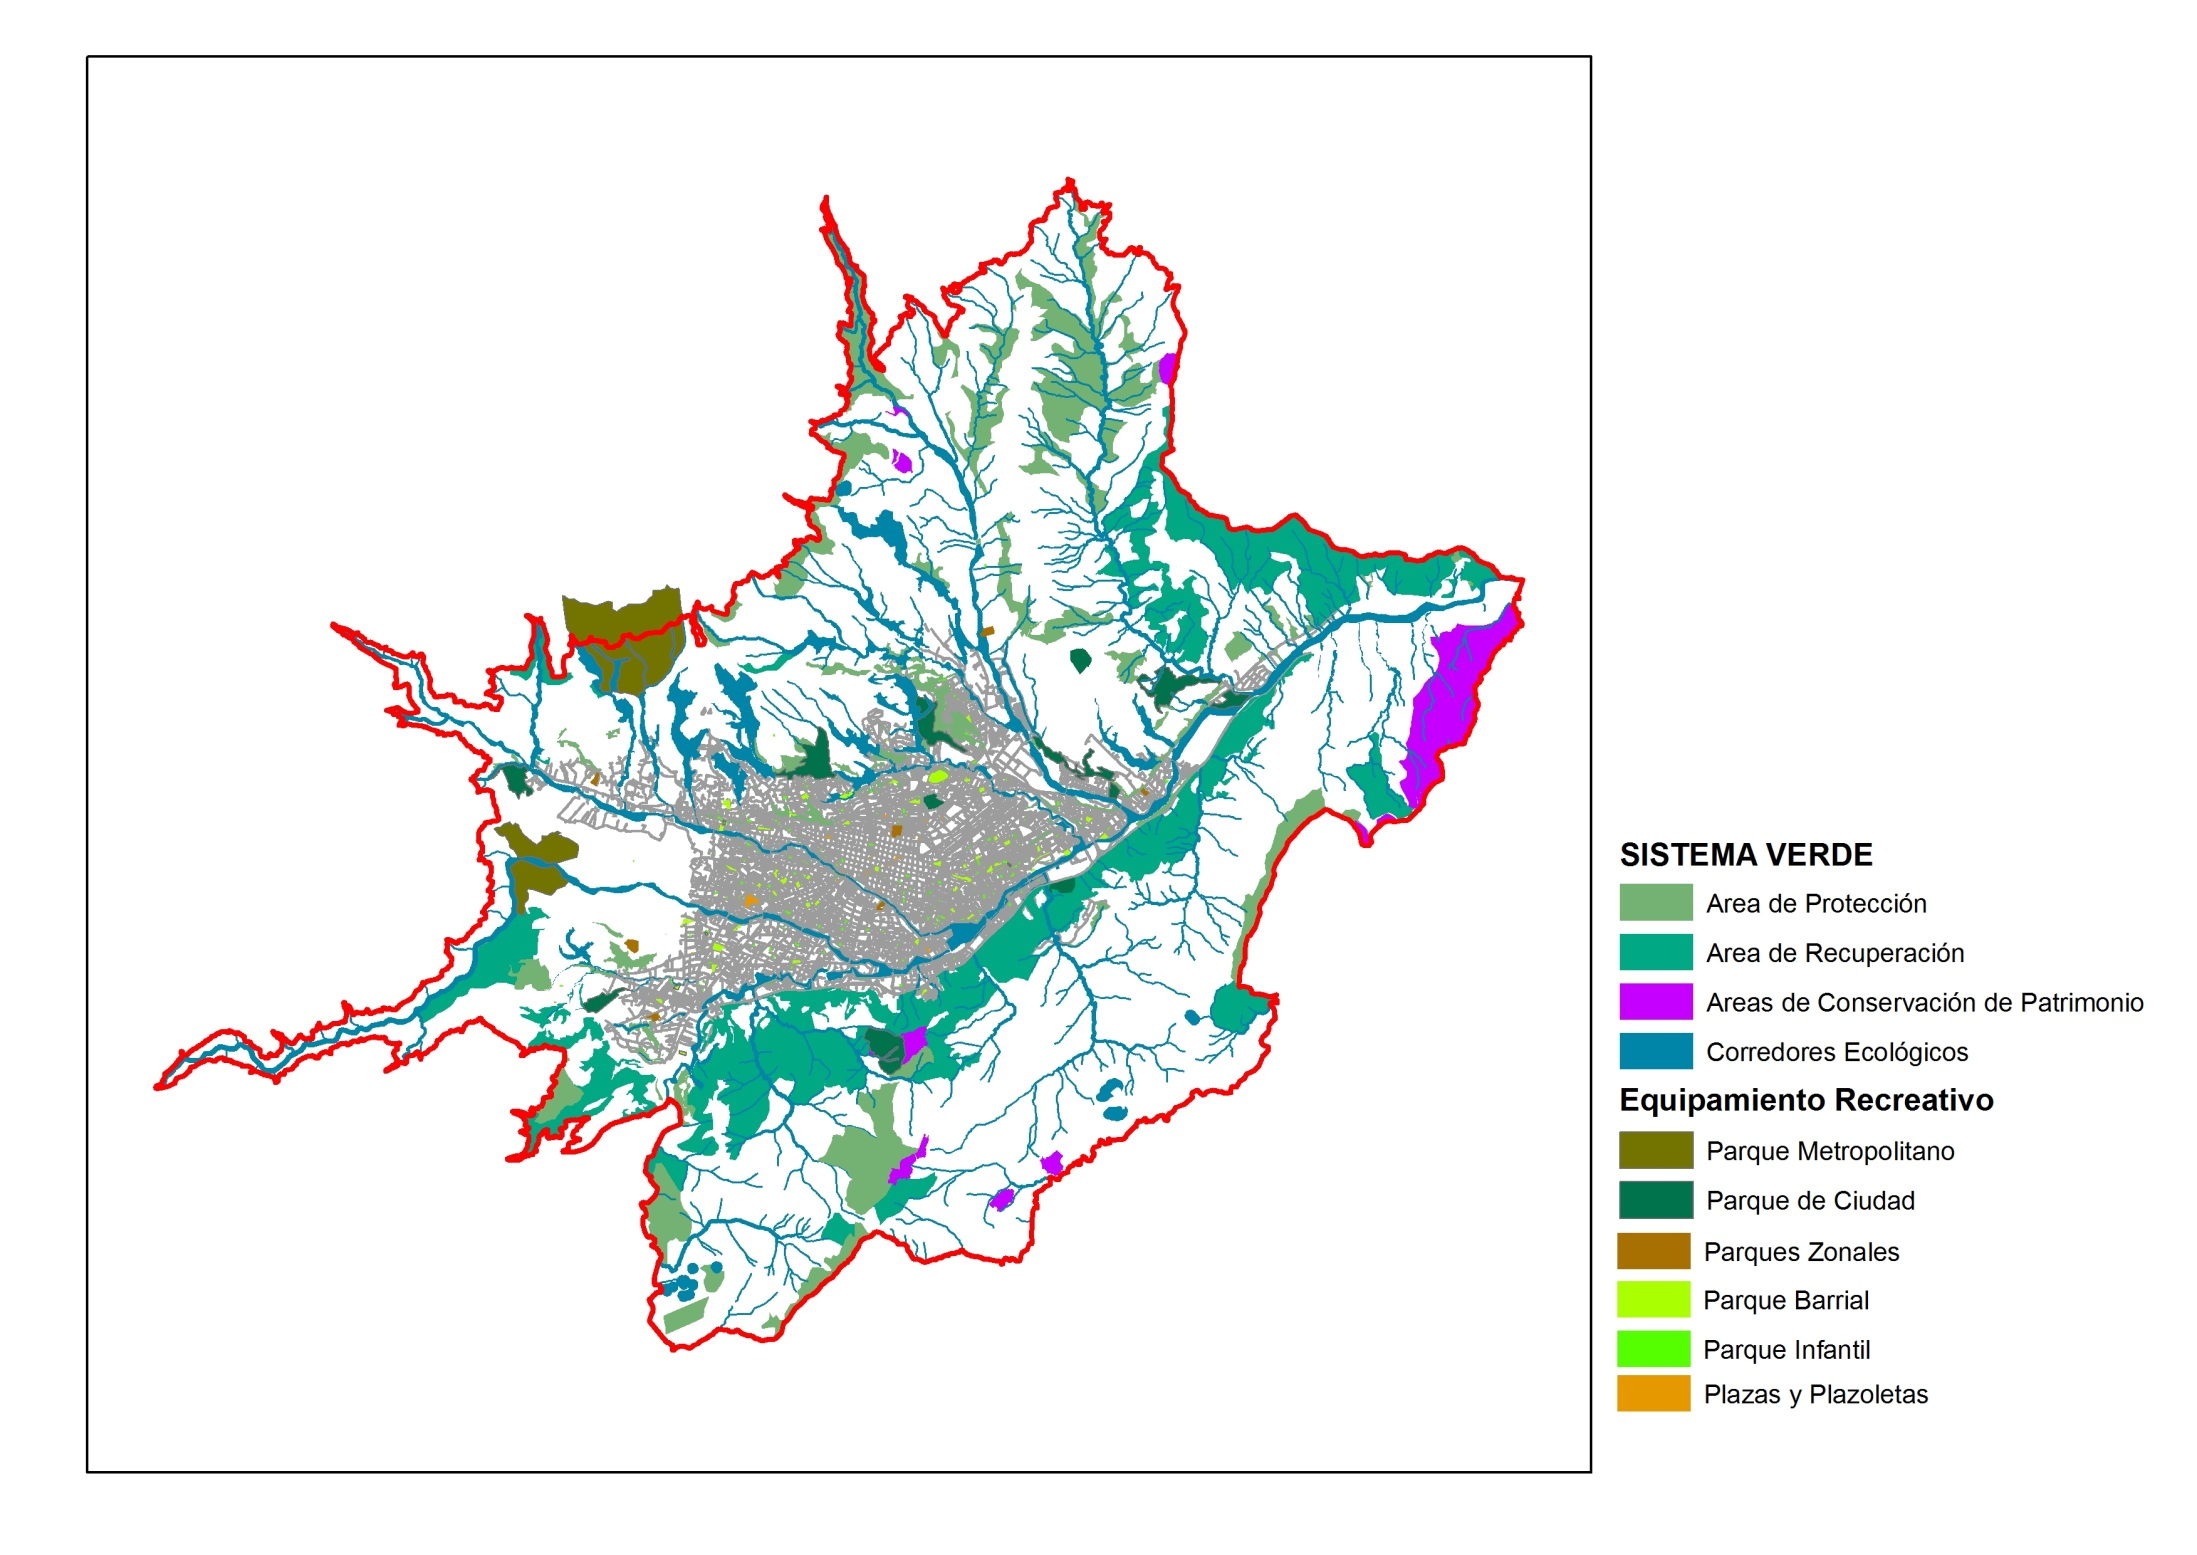 SISTEMA VERDE
Area de Protección
Area de Recuperación
Areas de Conservación de Patrimonio
Corredores Ecológicos
Equipamiento Recreativo
Parque Metropolitano
Parque de Ciudad
Parques Zonales
Parque Barrial
Parque Infantil
Plazas y Plazoletas